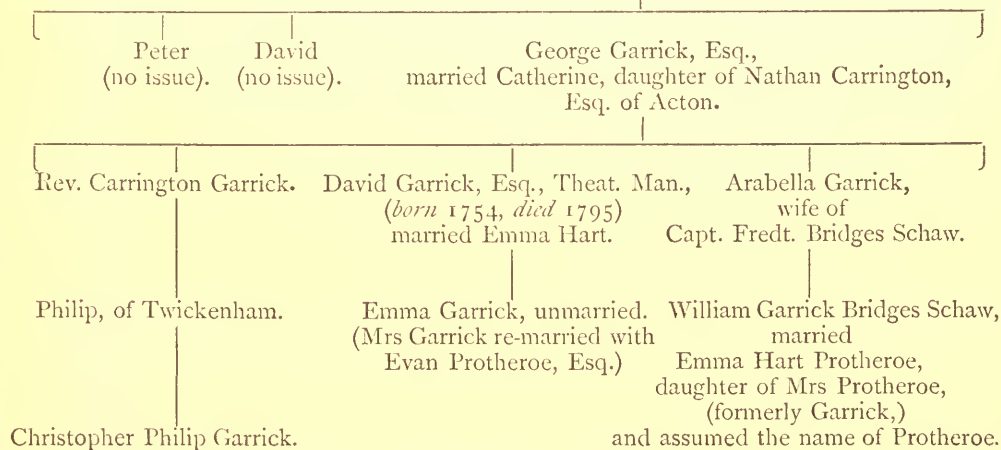 Peter
(no issue).
David
(no issue).
George Garrick, Esq.,
married Catherine, daughter of Nathan Carrington,
Esq. of Acton.
Rev. Carrington Garrick.
David Garrick, Esq., Theat. Man.,
(born 1754, died 1795)
married Emma Hart.
Arabella Garrick,
wife of
Capt. Fredt. Bridges Schaw.
Philip, of Twickenham.
Emma Garrick, unmarried.
(Mrs Garrick re-married with
Evan Protheroe, Esq.)
William Garrick Bridges Schaw,
married
Emma Hart Protheroe,
daughter of Mrs Protheroe,
(formerly Garrick,)
and assumed the name of Protheroe.
Christopher Philip Garrick.